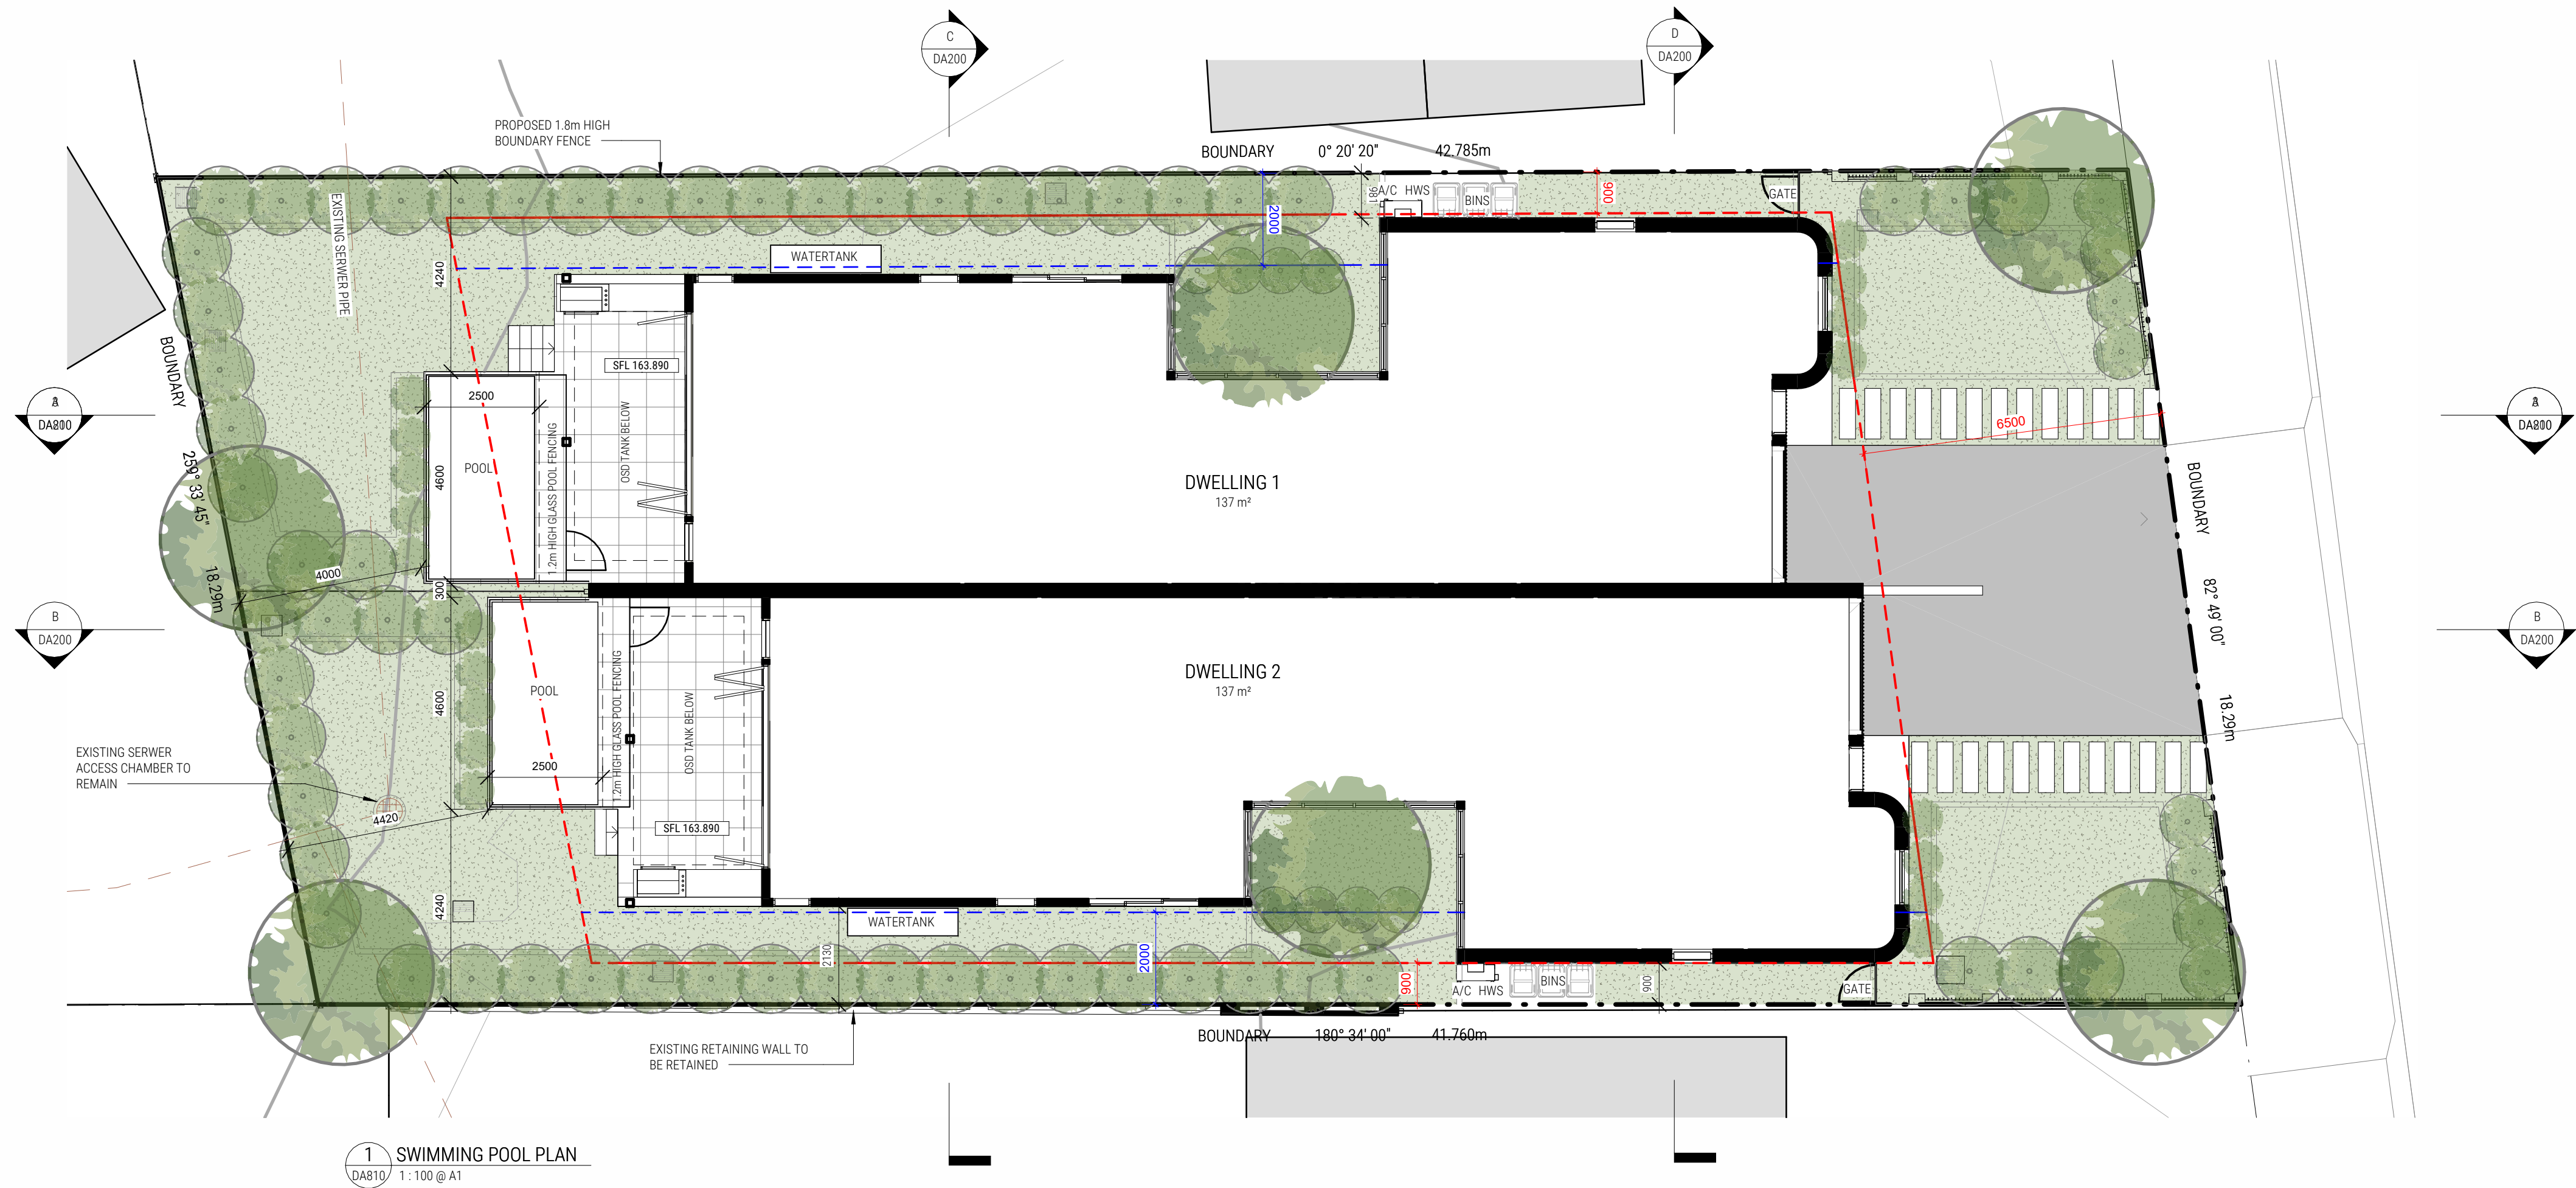 C
DA200
D
DA200
PROPOSED 1.8m HIGH
BOUNDARY FENCE
BOUNDARY 0° 20' 20" 42.785m
EXISTING SERWER PIPE
4240
WATERTANK
2000
981
A/C HWS
BINS
900
GATE
BOUNDARY
259° 33' 45"
18.29m
SFL 163.890
2500
POOL
4600
1.2m HIGH GLASS POOL FENCING
OSD TANK BELOW
DWELLING 1
137 m²
6500
BOUNDARY
82° 49' 00"
18.29m
DA200
DA200
4000
300
B
DA200
B
DA200
POOL
4600
2500
1.2m HIGH GLASS POOL FENCING
OSD TANK BELOW
SFL 163.890
DWELLING 2
137 m²
EXISTING SERWER
ACCESS CHAMBER TO
REMAIN
4420
4240
WATERTANK
2130
2000
900
A/C HWS
BINS
900
GATE
BOUNDARY 180° 34' 00" 41.760m
EXISTING RETAINING WALL TO
BE RETAINED
1
DA810
SWIMMING POOL PLAN
1 : 100 @ A1